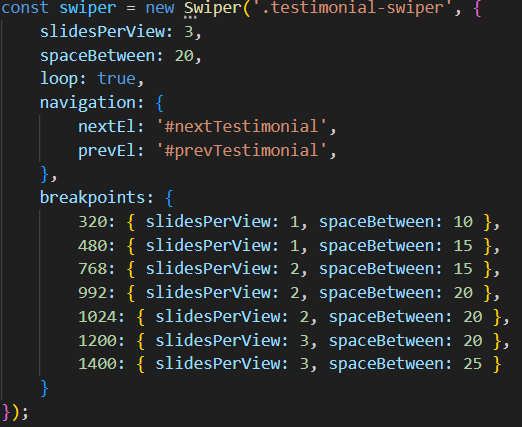 const swiper = new Swiper('.testimonial-swiper', {
    slidesPerView: 3,
    spaceBetween: 20,
    loop: true,
    navigation: {
        nextEl: '#nextTestimonial',
        prevEl: '#prevTestimonial',
    },
    breakpoints: {
        320: { slidesPerView: 1, spaceBetween: 10 },
        480: { slidesPerView: 1, spaceBetween: 15 },
        768: { slidesPerView: 2, spaceBetween: 15 },
        992: { slidesPerView: 2, spaceBetween: 20 },
        1024: { slidesPerView: 2, spaceBetween: 20 },
        1200: { slidesPerView: 3, spaceBetween: 20 },
        1400: { slidesPerView: 3, spaceBetween: 25 }
    }
});